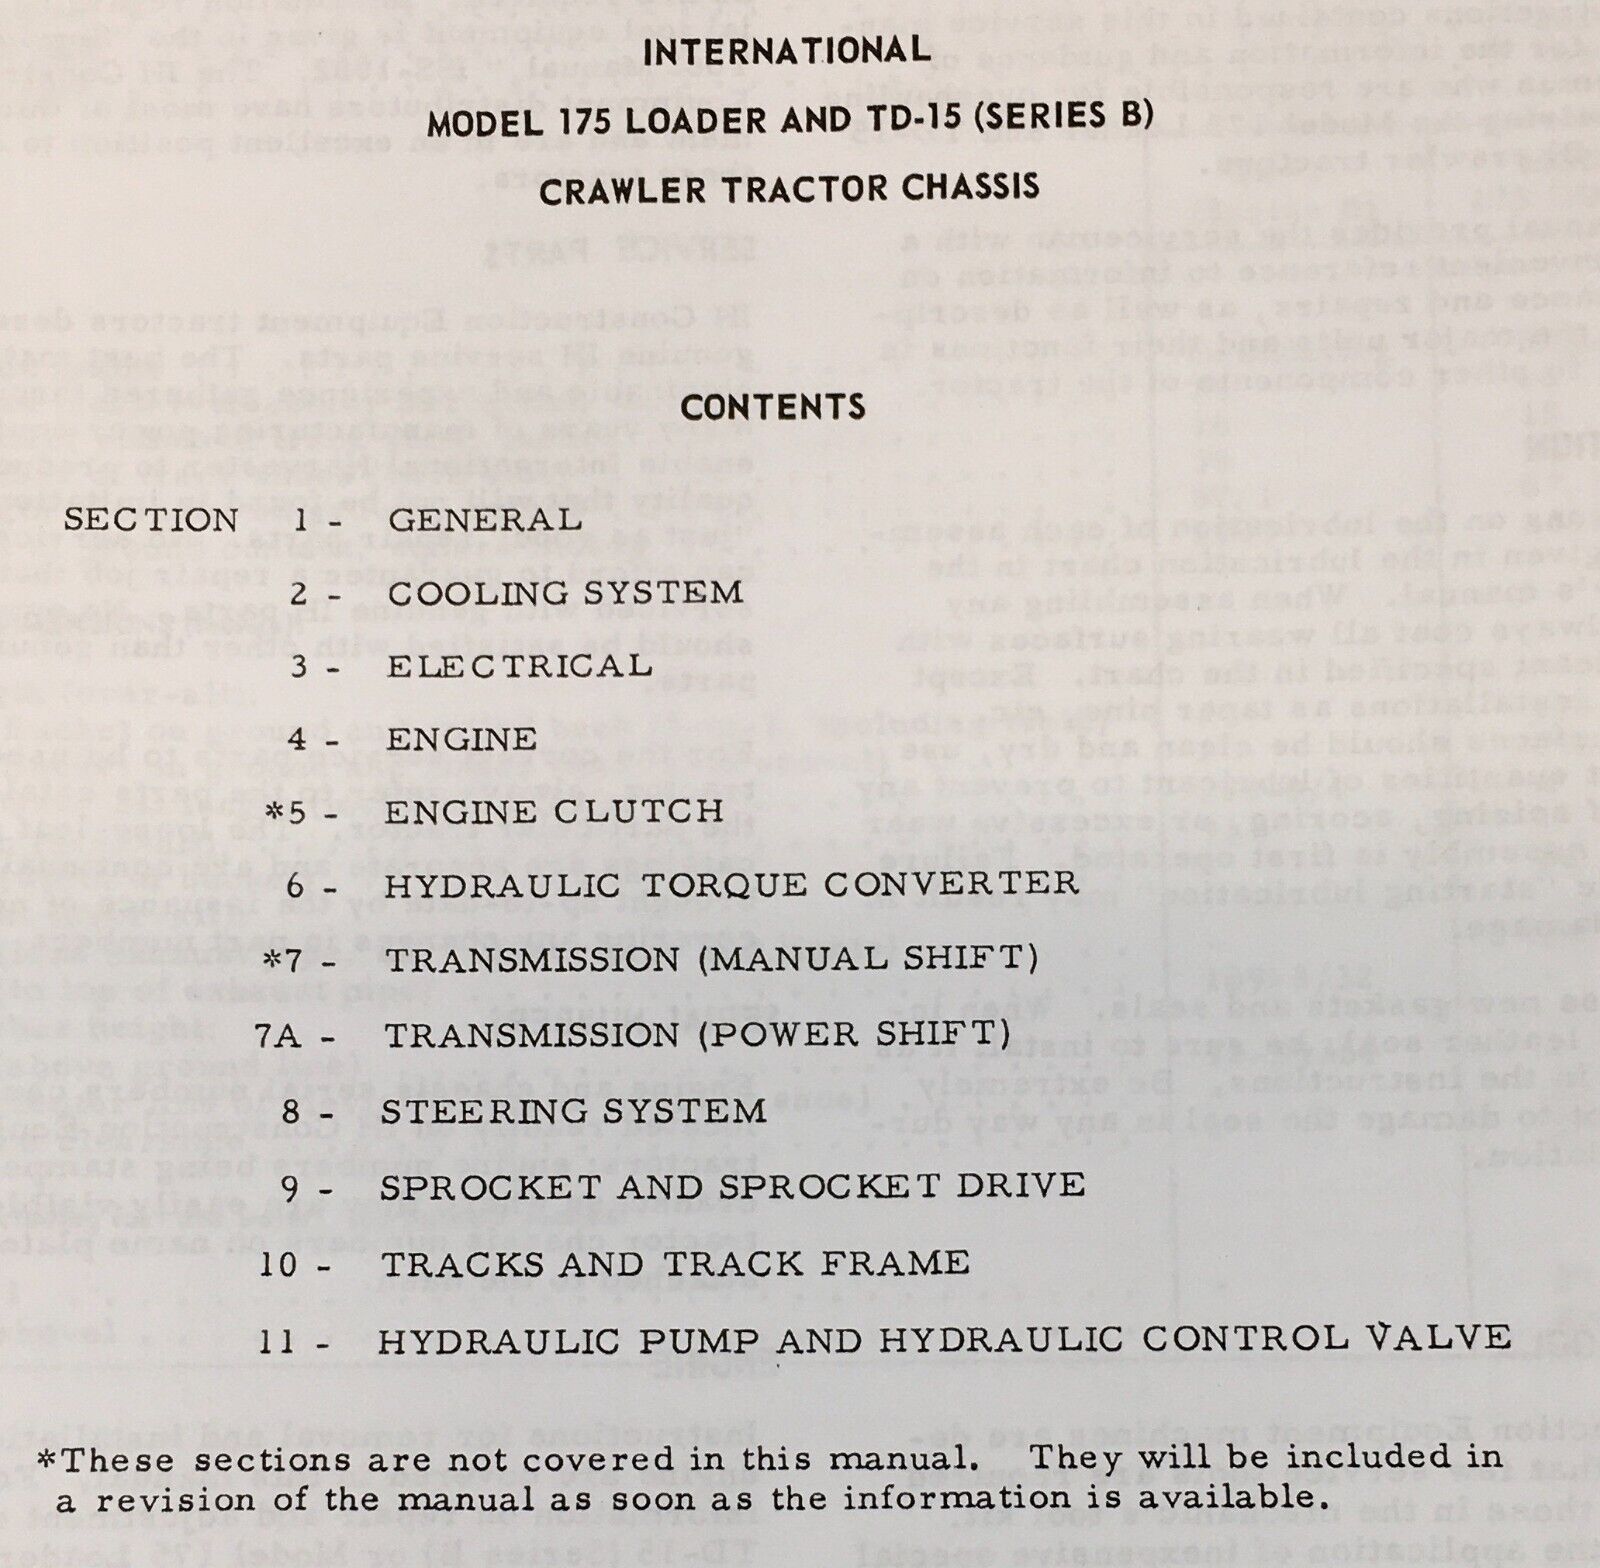 INTERNATIONAL
MODEL 175 LOADER AND TD-15 (SERIES B)
CRAWLER TRACTOR CHASSIS
CONTENTS
SECTION 1 - GENERAL
2 - COOLING SYSTEM
3 - ELECTRICAL
4 - ENGINE
*5 - ENGINE CLUTCH
6 - HYDRAULIC TORQUE CONVERTER
*7 - TRANSMISSION (MANUAL SHIFT)
7A - TRANSMISSION (POWER SHIFT)
8 - STEERING SYSTEM
9 - SPROCKET AND SPROCKET DRIVE
10 - TRACKS AND TRACK FRAME
11 - HYDRAULIC PUMP AND HYDRAULIC CONTROL VALVE
*These sections are not covered in this manual. They will be included in
a revision of the manual as soon as the information is available.